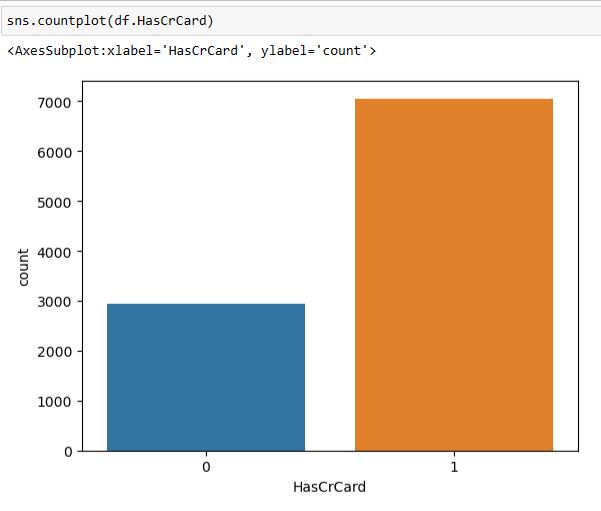 sns.countplot(df.HasCrCard)
<AxesSubplot:xlabel='HasCrCard', ylabel='count'>
7000
6000
5000
4000
3000
2000
1000
0
count
0 1
HasCrCard